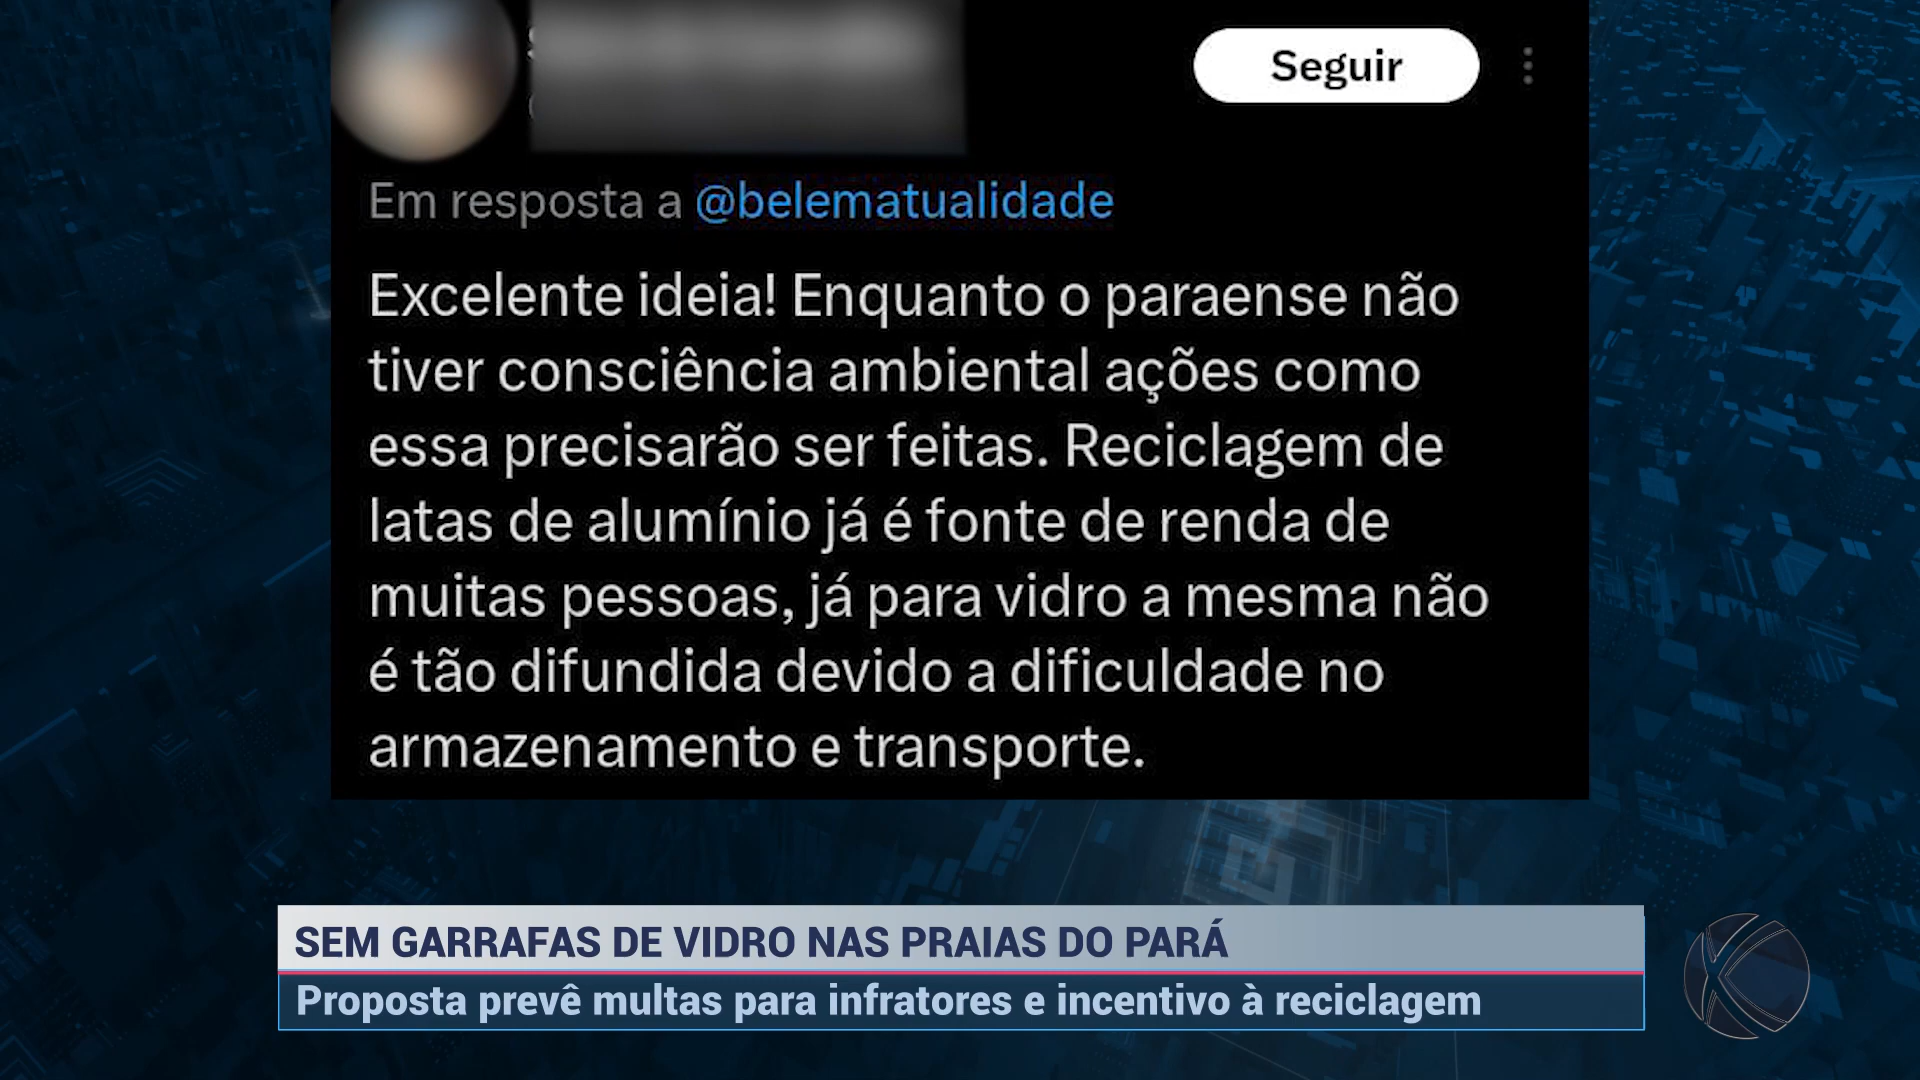 Seguir
Em resposta a @belematualidade
Excelente ideia! Enquanto o paraense não
tiver consciência ambiental ações como
essa precisarão ser feitas. Reciclagem de
latas de alumínio já é fonte de renda de
muitas pessoas, já para vidro a mesma não
é tão difundida devido a dificuldade no
armazenamento e transporte.
SEM GARRAFAS DE VIDRO NAS PRAIAS DO PARÁ
Proposta prevê multas para infratores e incentivo à reciclagem